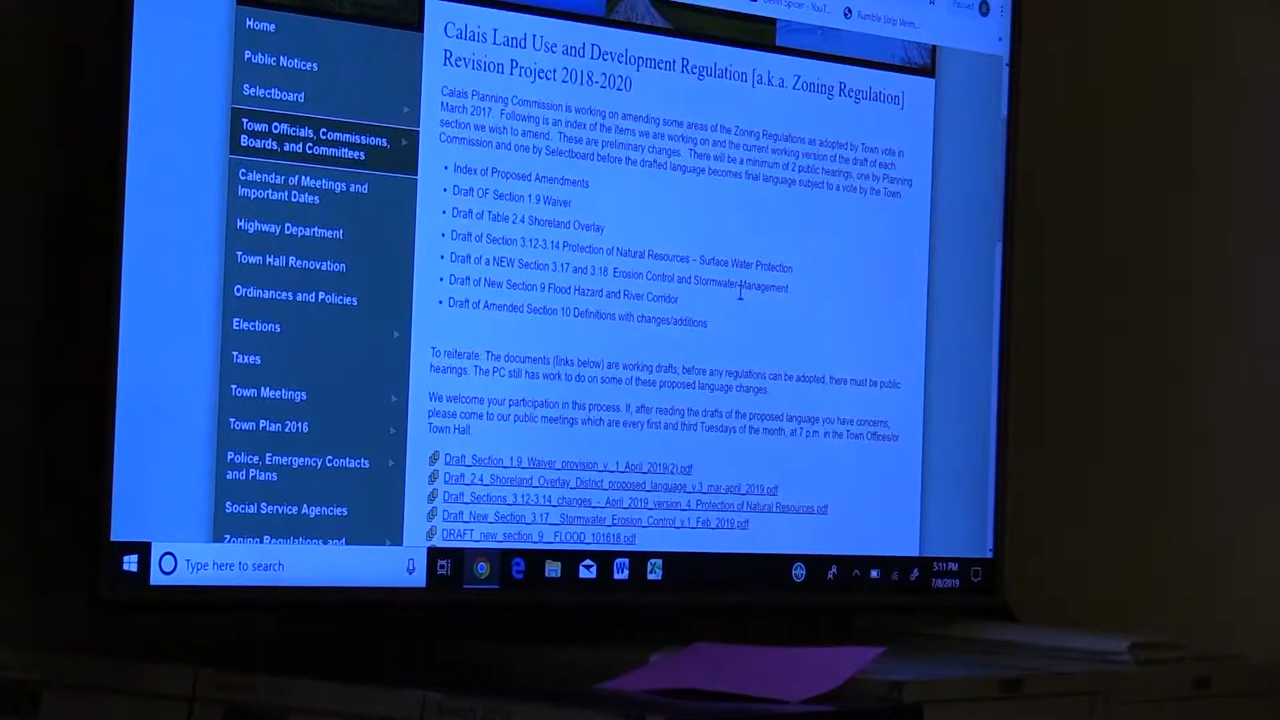 Spicer - YouT...
Rumble Strip Verm...
Paused
Home
Public Notices
Selectboard
Town Officials, Commissions,
Boards, and Committees
Calendar of Meetings and
Important Dates
Highway Department
Town Hall Renovation
Ordinances and Policies
Elections
Taxes
Town Meetings
Town Plan 2016
Police, Emergency Contacts
and Plans
Social Service Agencies
Zoning Regulations and
Calais Land Use and Development Regulation [a.k.a. Zoning Regulation]
Revision Project 2018-2020
Calais Planning Commission is working on amending some areas of the Zoning Regulations as adopted by Town vote in
March 2017. Following is an index of the items we are working on and the current working version of the draft of each
section we wish to amend. These are preliminary changes. There will be a minimum of 2 public hearings, one by Planning
Commission and one by Selectboard before the drafted language becomes final language subject to a vote by the Town.
• Index of Proposed Amendments
• Draft OF Section 1.9 Waiver
• Draft of Table 2.4 Shoreland Overlay
• Draft of Section 3.12-3.14 Protection of Natural Resources – Surface Water Protection
• Draft of a NEW Section 3.17 and 3.18 Erosion Control and Stormwater Management
• Draft of New Section 9 Flood Hazard and River Corridor
• Draft of Amended Section 10 Definitions with changes/additions
To reiterate: The documents (links below) are working drafts; before any regulations can be adopted, there must be public
hearings. The PC still has work to do on some of these proposed language changes.
We welcome your participation in this process. If, after reading the drafts of the proposed language you have concerns,
please come to our public meetings which are every first and third Tuesdays of the month, at 7 p.m. in the Town Offices/or
Town Hall.
Draft_Section_1.9_Waiver_provision_v._1_April_2019(2).pdf
Draft_2.4_Shoreland_Overlay_District_proposed_language_v.3_mar-april_2019.pdf
Draft_Sections_3.12-3.14_changes_-_April_2019_version_4_Protection of Natural Resources.pdf
Draft_New_Section_3.17__Stormwater_Erosion_Control_v.1_Feb_2019.pdf
DRAFT_new_section_9__FLOOD_101618.pdf
Type here to search
5:11 PM
7/8/2019